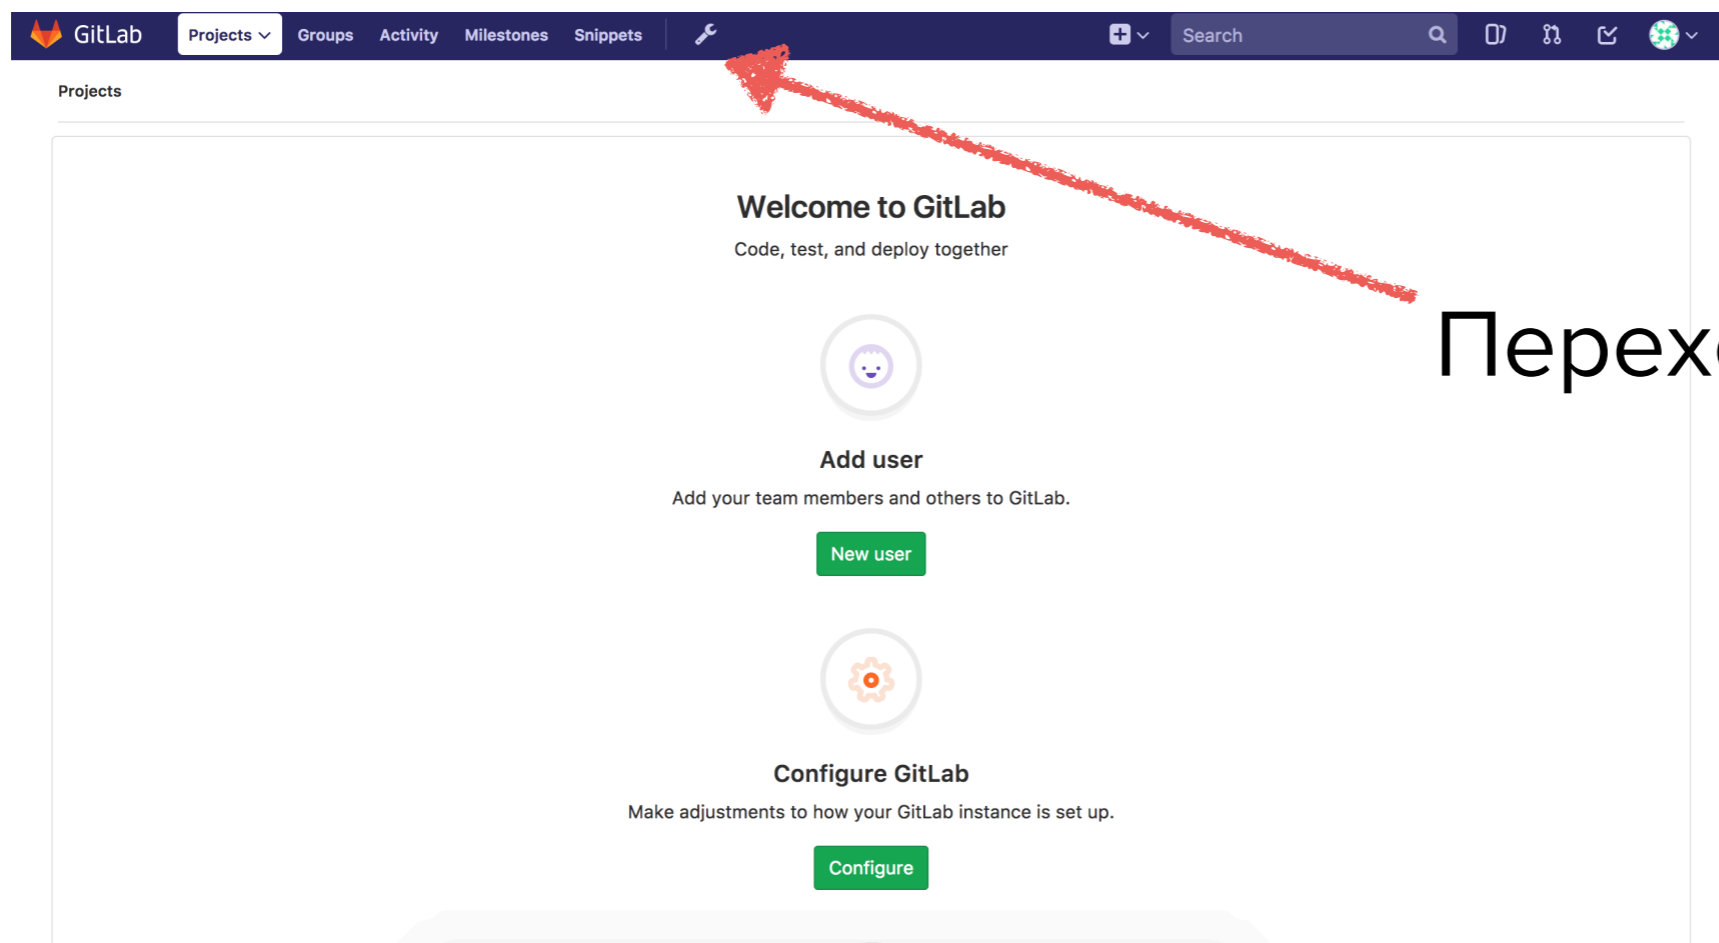 GitLab Projects Groups Activity Milestones Snippets Search
Projects
Welcome to GitLab
Code, test, and deploy together
Перех
Add user
Add your team members and others to GitLab.
New user
Configure GitLab
Make adjustments to how your GitLab instance is set up.
Configure